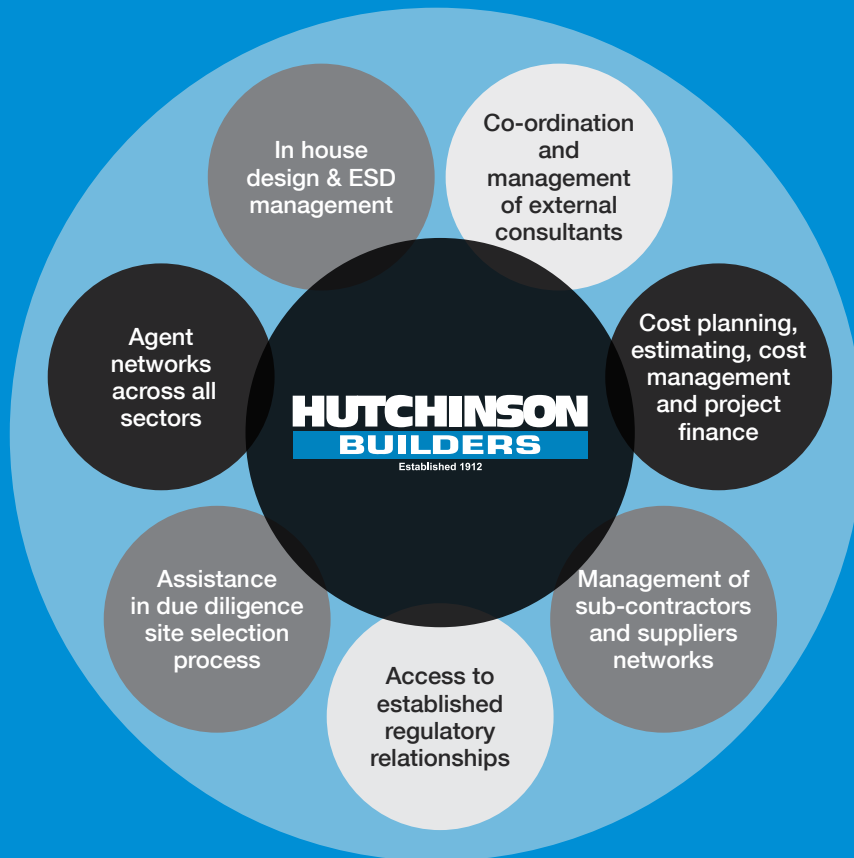 In house
design & ESD
management
Co-ordination
and
management
of external
consultants
Agent
networks
across all
sectors
HUTCHINSON
BUILDERS
Established 1912
Cost planning,
estimating, cost
management
and project
finance
Assistance
in due diligence
site selection
process
Management of
sub-contractors
and suppliers
networks
Access to
established
regulatory
relationships